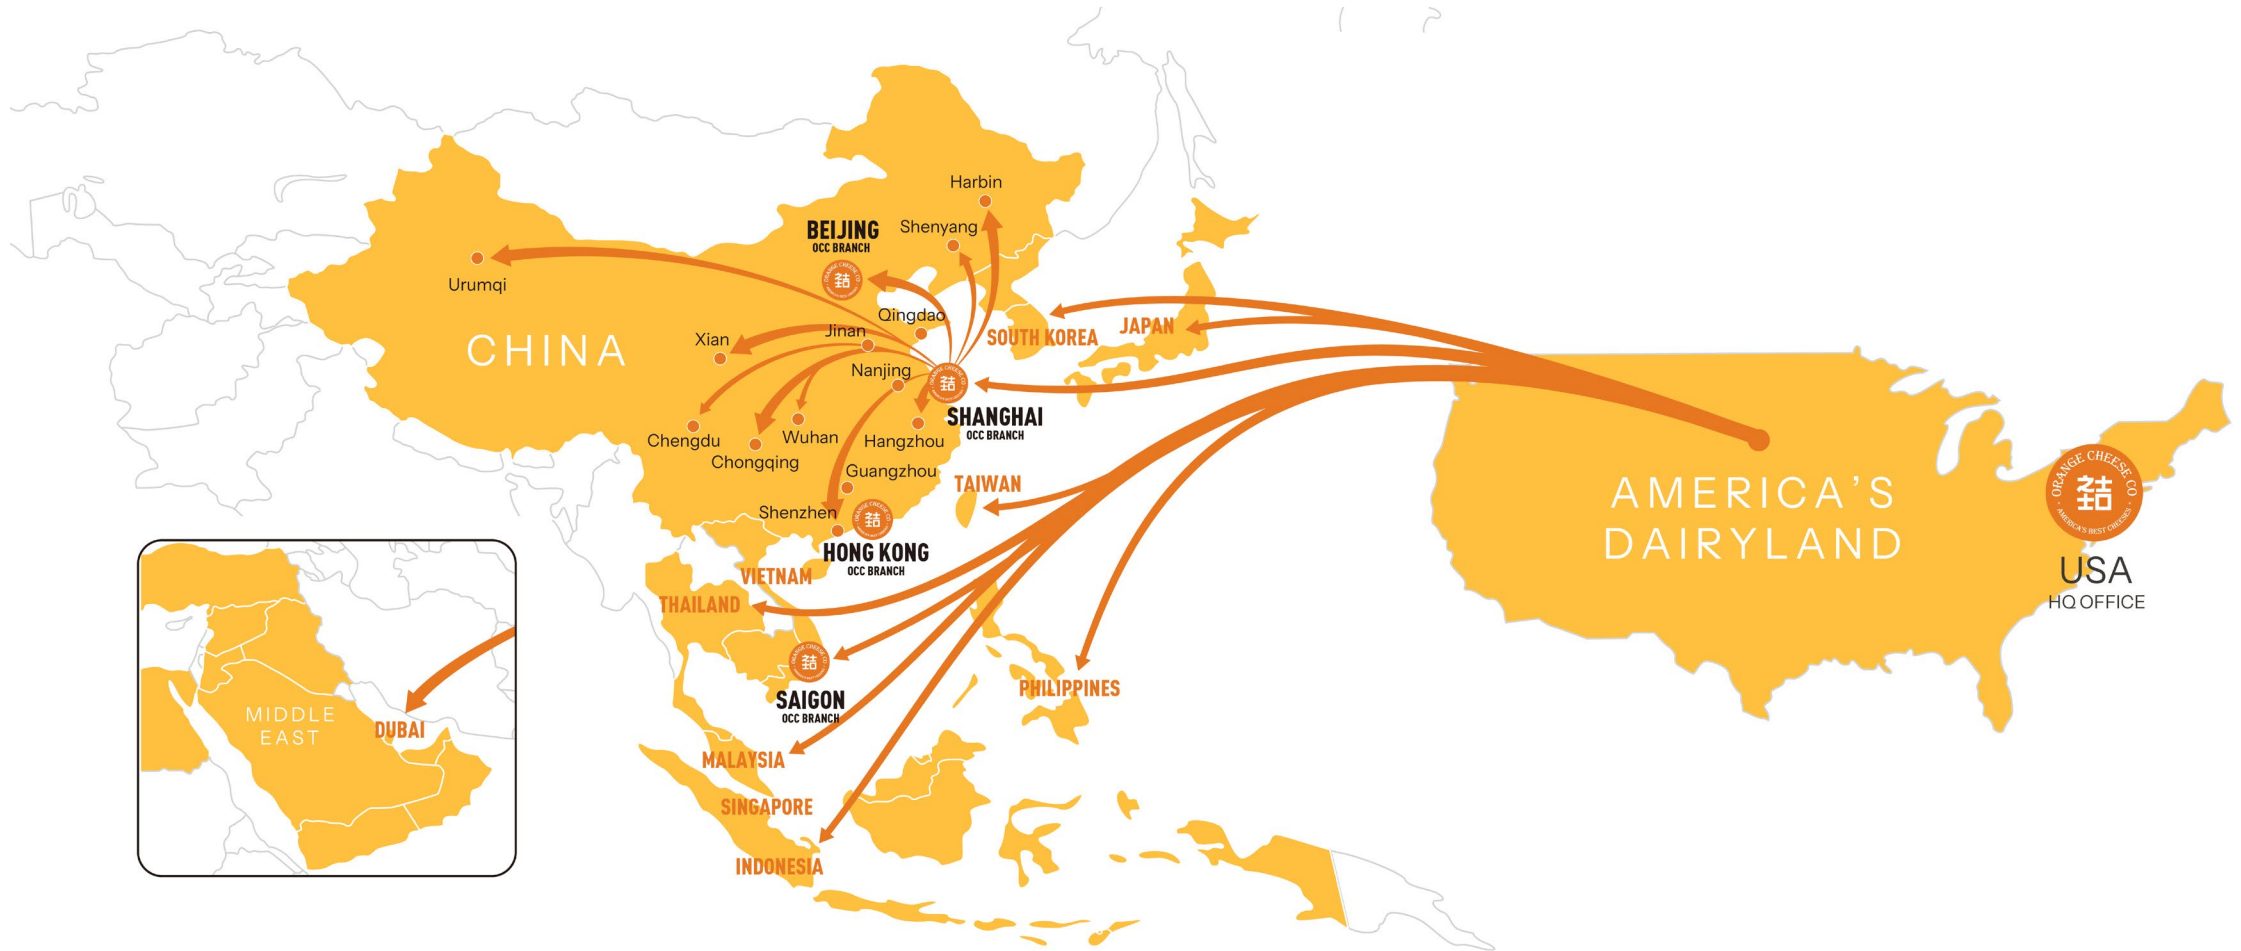 Harbin
Shenyang
BEIJING
OCC BRANCH
Urumqi
CHINA
Qingdao
Jinan
Xian
Nanjing
SOUTH KOREA
JAPAN
SHANGHAI
OCC BRANCH
Chengdu
Wuhan
Chongqing
Hangzhou
Guangzhou
TAIWAN
Shenzhen
HONG KONG
OCC BRANCH
VIETNAM
THAILAND
SAIGON
OCC BRANCH
PHILIPPINES
MALAYSIA
SINGAPORE
INDONESIA
MIDDLE
EAST
DUBAI
AMERICA'S
DAIRYLAND
ORANGE CHEESE CO
AMERICA'S BEST CHEESES
USA
HQ OFFICE